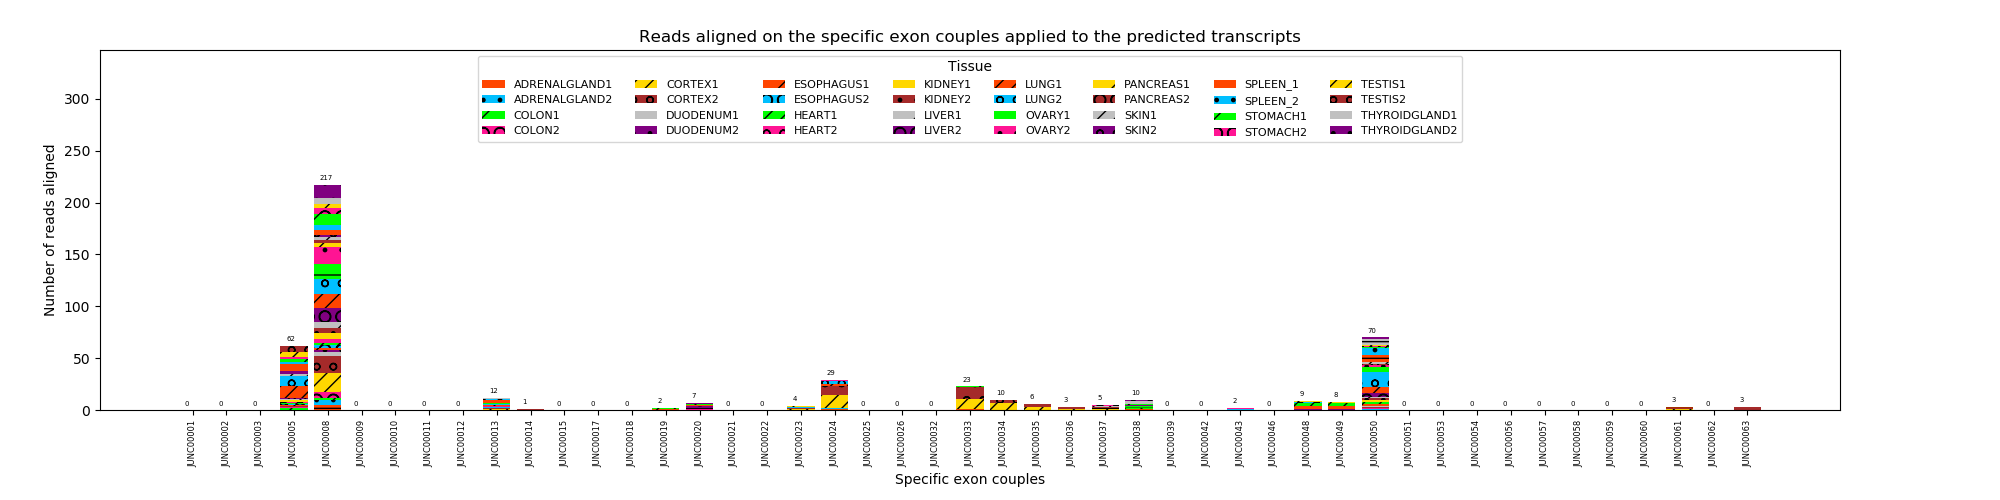 Reads aligned on the specific exon couples applied to the predicted transcripts
Tissue
ADRENALGLAND1 CORTEX1 ESOPHAGUS1 KIDNEY1 LUNG1 PANCREAS1 SPLEEN_1 TESTIS1
ADRENALGLAND2 CORTEX2 ESOPHAGUS2 KIDNEY2 LUNG2 PANCREAS2 SPLEEN_2 TESTIS2
COLON1 DUODENUM1 HEART1 LIVER1 OVARY1 SKIN1 STOMACH1 THYROIDGLAND1
COLON2 DUODENUM2 HEART2 LIVER2 OVARY2 SKIN2 STOMACH2 THYROIDGLAND2
Number of reads aligned
300
250
200
150
100
50
0
0 0 0 62 217 0 0 0 0 12 1 0 0 0 2 7 0 0 4 29 0 0 0 23 10 6 3 5 10 0 0 2 0 9 8 70 0 0 0 0 0 0 0 0 3 0 3
JUNC00001 JUNC00002 JUNC00003 JUNC00005 JUNC00008 JUNC00009 JUNC00010 JUNC00011 JUNC00012 JUNC00013 JUNC00014 JUNC00015 JUNC00017 JUNC00018 JUNC00019 JUNC00020 JUNC00021 JUNC00022 JUNC00023 JUNC00024 JUNC00025 JUNC00026 JUNC00032 JUNC00033 JUNC00034 JUNC00035 JUNC00036 JUNC00037 JUNC00038 JUNC00039 JUNC00042 JUNC00043 JUNC00046 JUNC00048 JUNC00049 JUNC00050 JUNC00051 JUNC00053 JUNC00054 JUNC00056 JUNC00057 JUNC00058 JUNC00059 JUNC00060 JUNC00061 JUNC00062 JUNC00063
Specific exon couples